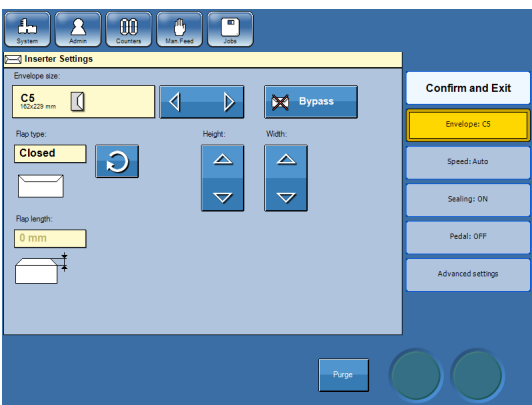 System
Admin
Counters
Man.Feed
Jobs
Inserter Settings
Envelope size:
C5
162x229 mm
Bypass
Flap type:
Height:
Width:
Closed
Flap length:
0 mm
Confirm and Exit
Envelope: C5
Speed: Auto
Sealing: ON
Pedal: OFF
Advanced settings
Purge